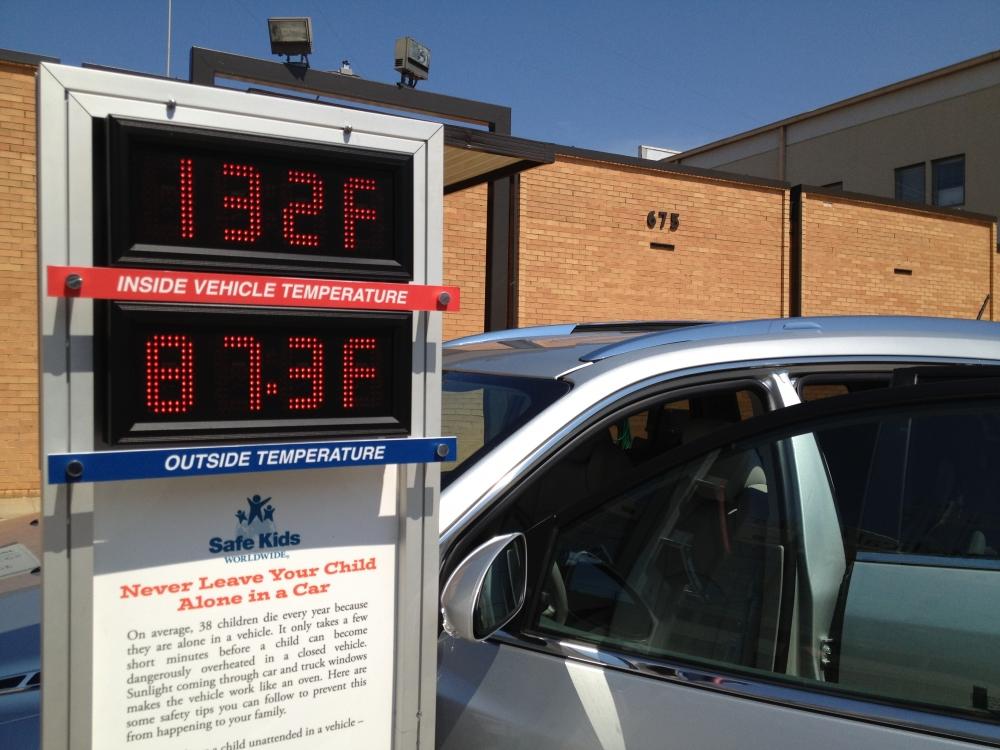 132F
INSIDE VEHICLE TEMPERATURE
87.3F
OUTSIDE TEMPERATURE
Safe Kids
WORLDWIDE®
Never Leave Your Child
Alone in a Car
On average, 38 children die every year because
they are alone in a vehicle. It only takes a few
short minutes before a child can become
dangerously overheated in a closed vehicle.
Sunlight coming through car and truck windows
makes the vehicle work like an oven. Here are
some safety tips you can follow to prevent this
from happening to your family.
a child unattended in a vehicle –
675